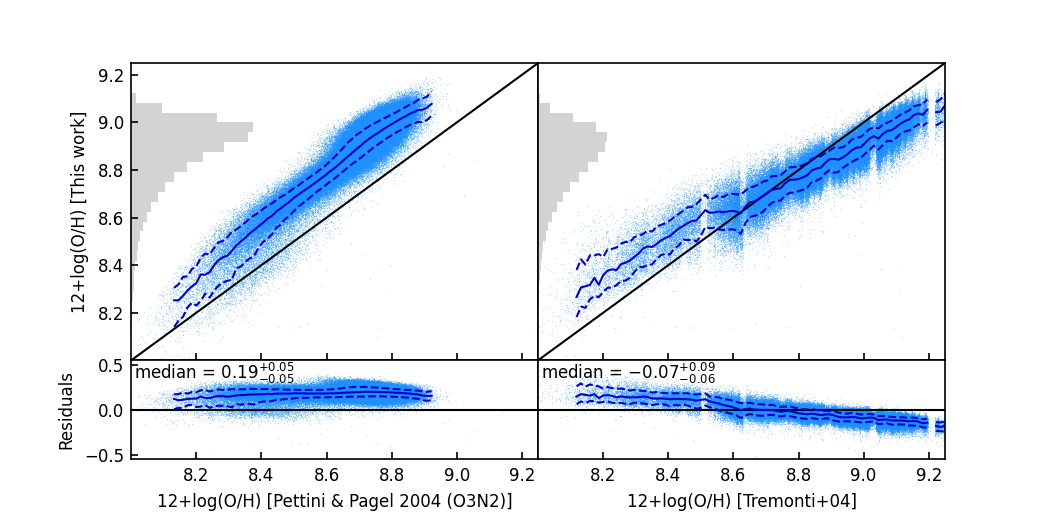 9.2
9.0
8.8
8.6
8.4
8.2
12+log(O/H) [This work]
0.5
0.0
−0.5
Residuals
median = 0.19+0.05−0.05
median = −0.07+0.09−0.06
8.2 8.4 8.6 8.8 9.0 9.2
8.2 8.4 8.6 8.8 9.0 9.2
12+log(O/H) [Pettini & Pagel 2004 (O3N2)]
12+log(O/H) [Tremonti+04]